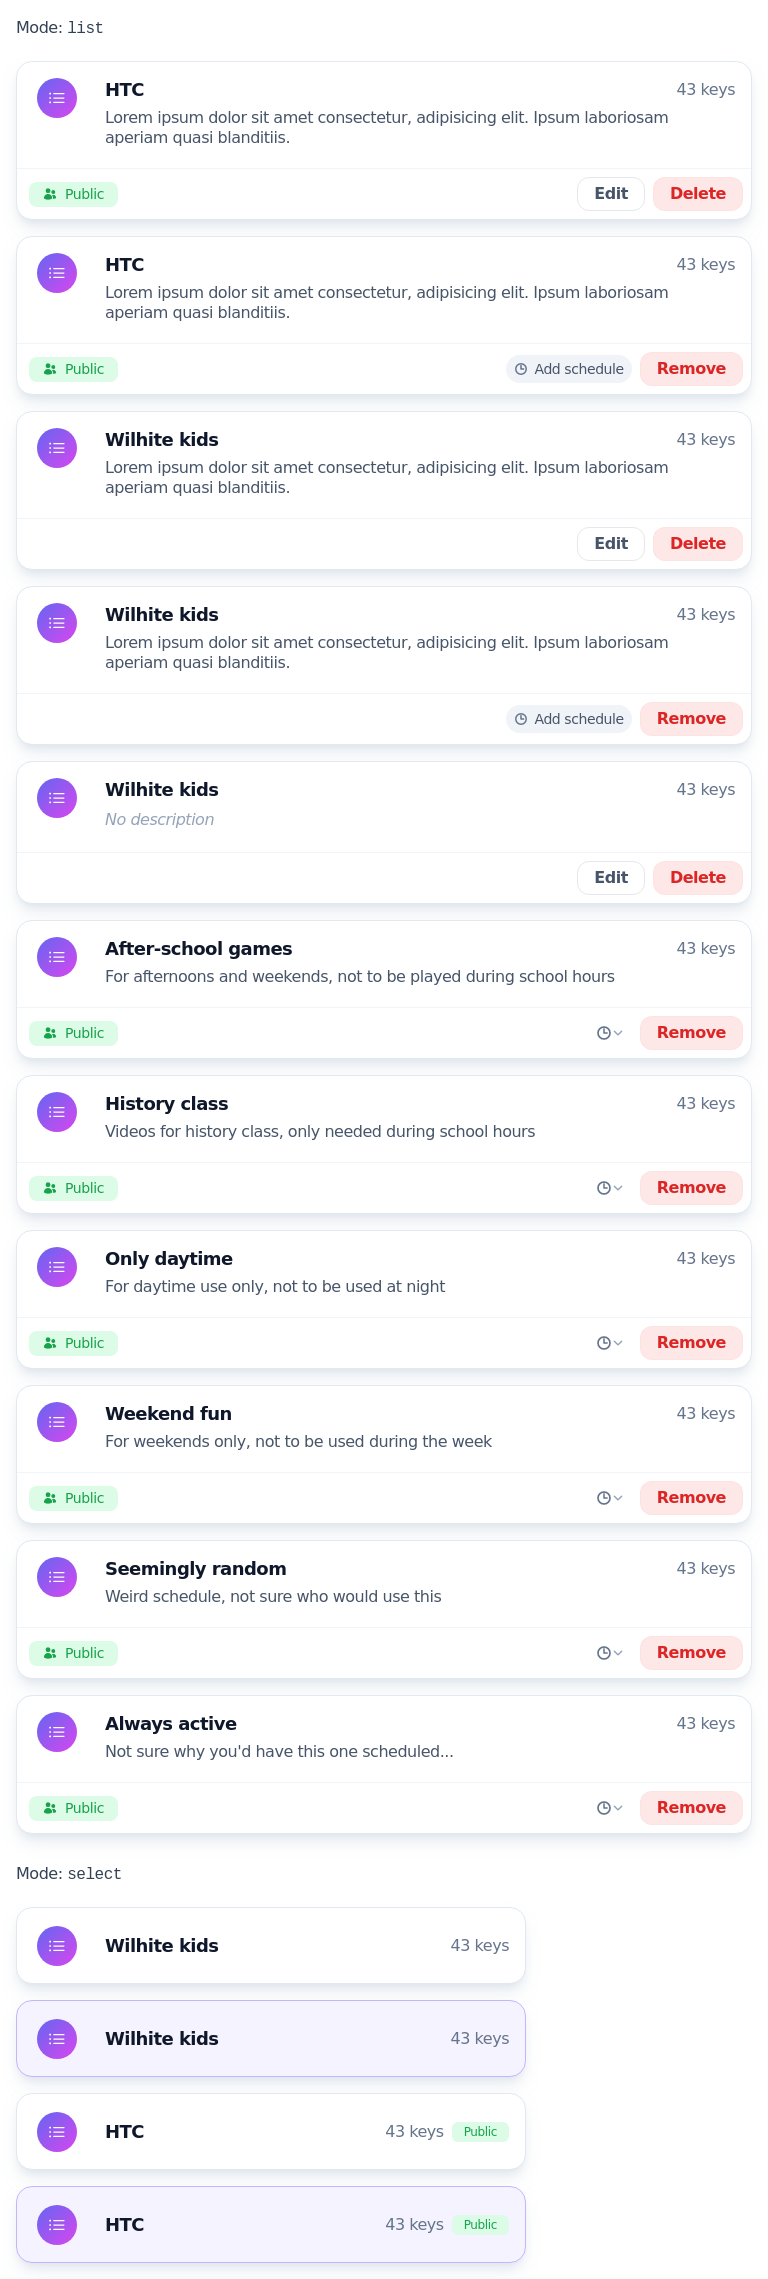 Mode: list
HTC 43 keys
Lorem ipsum dolor sit amet consectetur, adipisicing elit. Ipsum laboriosam
aperiam quasi blanditiis.
Public Edit Delete
HTC 43 keys
Lorem ipsum dolor sit amet consectetur, adipisicing elit. Ipsum laboriosam
aperiam quasi blanditiis.
Public Add schedule Remove
Wilhite kids 43 keys
Lorem ipsum dolor sit amet consectetur, adipisicing elit. Ipsum laboriosam
aperiam quasi blanditiis.
Edit Delete
Wilhite kids 43 keys
Lorem ipsum dolor sit amet consectetur, adipisicing elit. Ipsum laboriosam
aperiam quasi blanditiis.
Add schedule Remove
Wilhite kids 43 keys
No description
Edit Delete
After-school games 43 keys
For afternoons and weekends, not to be played during school hours
Public Remove
History class 43 keys
Videos for history class, only needed during school hours
Public Remove
Only daytime 43 keys
For daytime use only, not to be used at night
Public Remove
Weekend fun 43 keys
For weekends only, not to be used during the week
Public Remove
Seemingly random 43 keys
Weird schedule, not sure who would use this
Public Remove
Always active 43 keys
Not sure why you'd have this one scheduled...
Public Remove
Mode: select
Wilhite kids 43 keys
Wilhite kids 43 keys
HTC 43 keys Public
HTC 43 keys Public